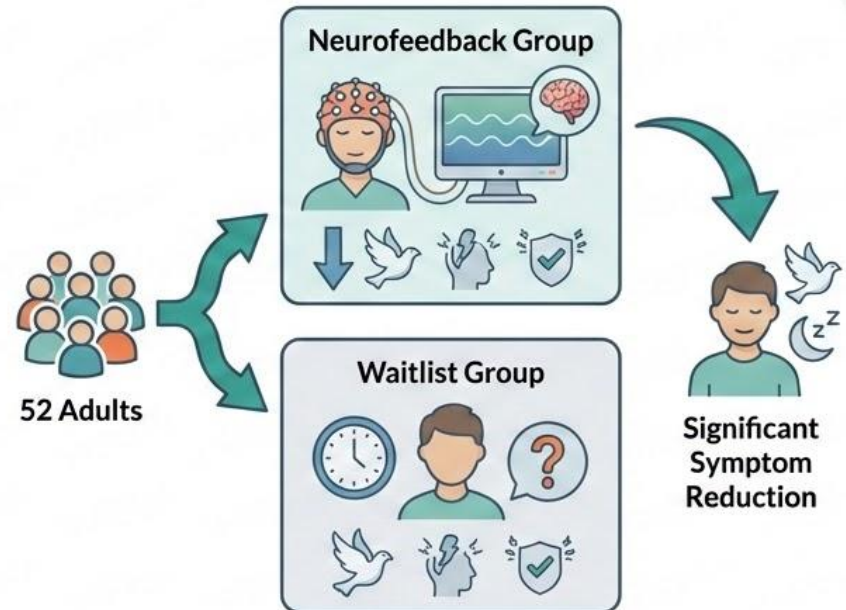 Neurofeedback Group
52 Adults
Waitlist Group
?
z z
Significant
Symptom
Reduction